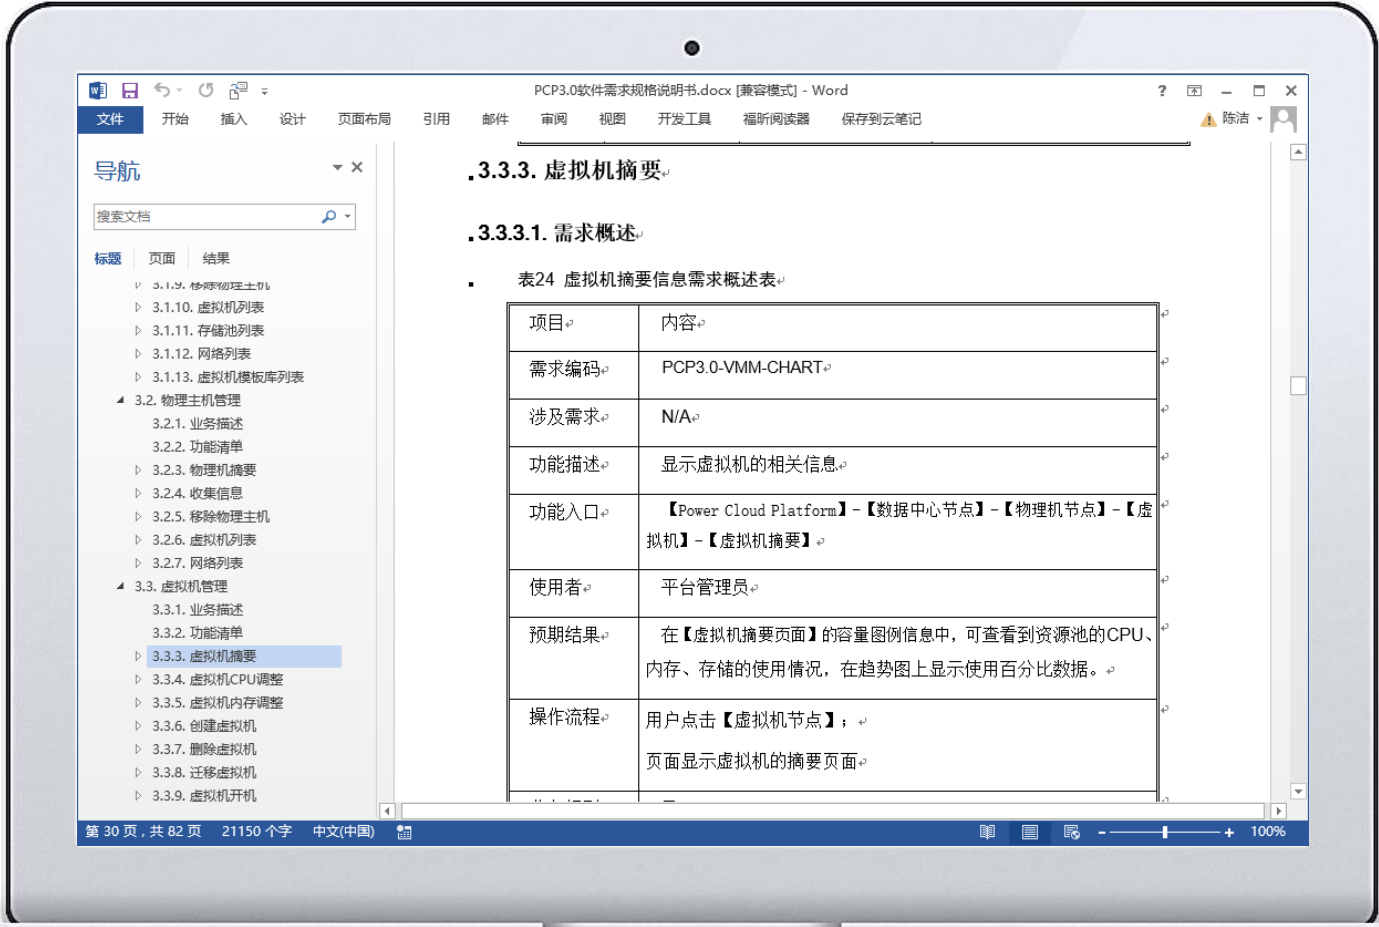 PCP3.0软件需求规格说明书.docx [兼容模式] - Word
文件 开始 插入 设计 页面布局 引用 邮件 审阅 视图 开发工具 福昕阅读器 保存到云笔记 陈洁
导航
搜索文档
标题 页面 结果
3.1.9. 移除物理主机
3.1.10. 虚拟机列表
3.1.11. 存储池列表
3.1.12. 网络列表
3.1.13. 虚拟机模板库列表
3.2. 物理主机管理
3.2.1. 业务描述
3.2.2. 功能清单
3.2.3. 物理机摘要
3.2.4. 收集信息
3.2.5. 移除物理主机
3.2.6. 虚拟机列表
3.2.7. 网络列表
3.3. 虚拟机管理
3.3.1. 业务描述
3.3.2. 功能清单
3.3.3. 虚拟机摘要
3.3.4. 虚拟机CPU调整
3.3.5. 虚拟机内存调整
3.3.6. 创建虚拟机
3.3.7. 删除虚拟机
3.3.8. 迁移虚拟机
3.3.9. 虚拟机开机
3.3.3. 虚拟机摘要
3.3.3.1. 需求概述
表24 虚拟机摘要信息需求概述表
项目 内容
需求编码 PCP3.0-VMM-CHART
涉及需求 N/A
功能描述 显示虚拟机的相关信息
功能入口 【Power Cloud Platform】-【数据中心节点】-【物理机节点】-【虚
拟机】-【虚拟机摘要】
使用者 平台管理员
预期结果 在【虚拟机摘要页面】的容量图例信息中，可查看到资源池的CPU、
内存、存储的使用情况，在趋势图上显示使用百分比数据。
操作流程 用户点击【虚拟机节点】；
页面显示虚拟机的摘要页面
第 30 页，共 82 页 21150 个字 中文(中国) 100%